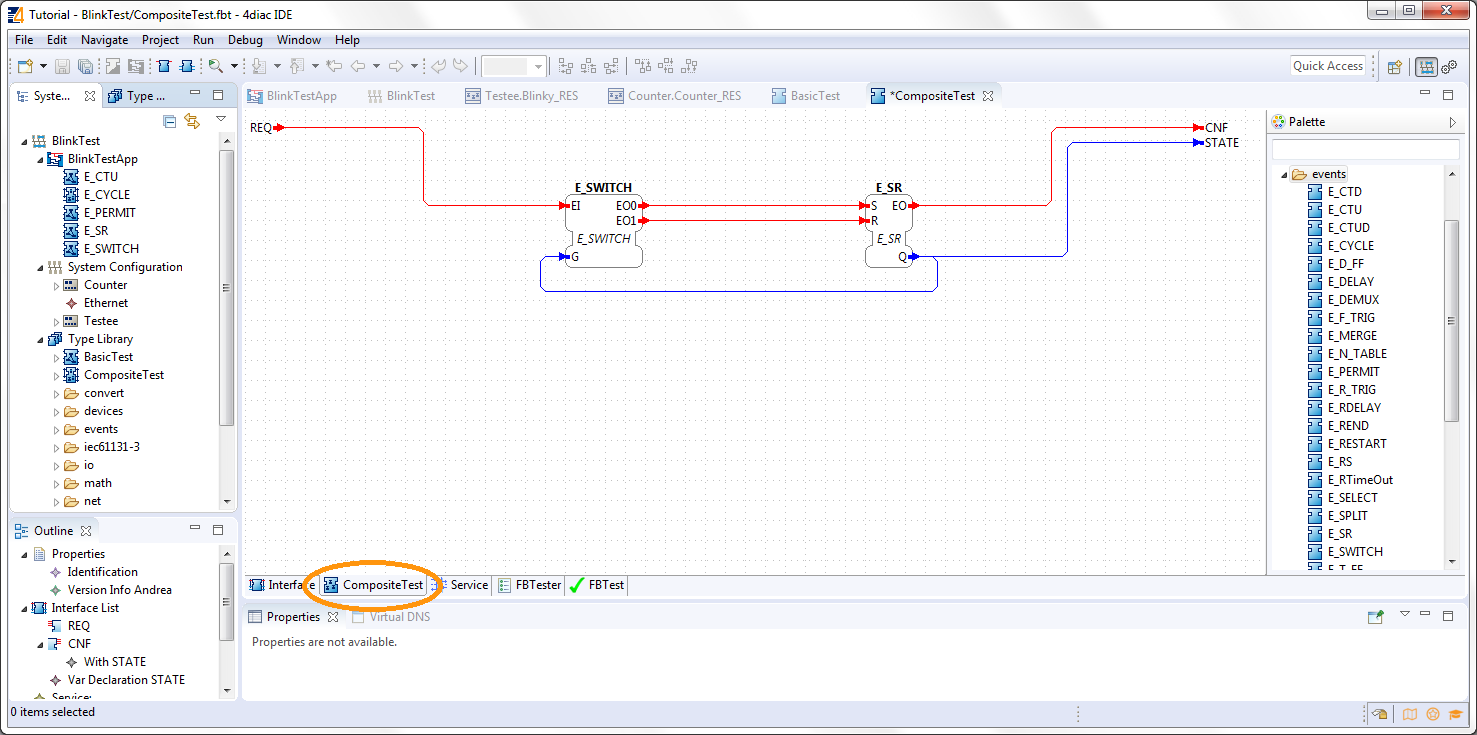 Tutorial - BlinkTest/CompositeTest.fbt - 4diac IDE
File Edit Navigate Project Run Debug Window Help
Quick Access
Syste... Type ...
BlinkTest
BlinkTestApp
E_CTU
E_CYCLE
E_PERMIT
E_SR
E_SWITCH
System Configuration
Counter
Ethernet
Testee
Type Library
BasicTest
CompositeTest
convert
devices
events
iec61131-3
io
math
net
Outline
Properties
Identification
Version Info Andrea
Interface List
REQ
CNF
With STATE
Var Declaration STATE
Service:
BlinkTestApp BlinkTest Testee.Blinky_RES Counter.Counter_RES BasicTest *CompositeTest
REQ
CNF
STATE
E_SWITCH
EI EO0
EO1
E_SWITCH
G
E_SR
S EO
R
E_SR
Q
Palette
events
E_CTD
E_CTU
E_CTUD
E_CYCLE
E_D_FF
E_DELAY
E_DEMUX
E_F_TRIG
E_MERGE
E_N_TABLE
E_PERMIT
E_R_TRIG
E_RDELAY
E_REND
E_RESTART
E_RS
E_RTimeOut
E_SELECT
E_SPLIT
E_SR
E_SWITCH
E_T_FF
Interface CompositeTest Service FBTester FBTest
Properties Virtual DNS
Properties are not available.
0 items selected